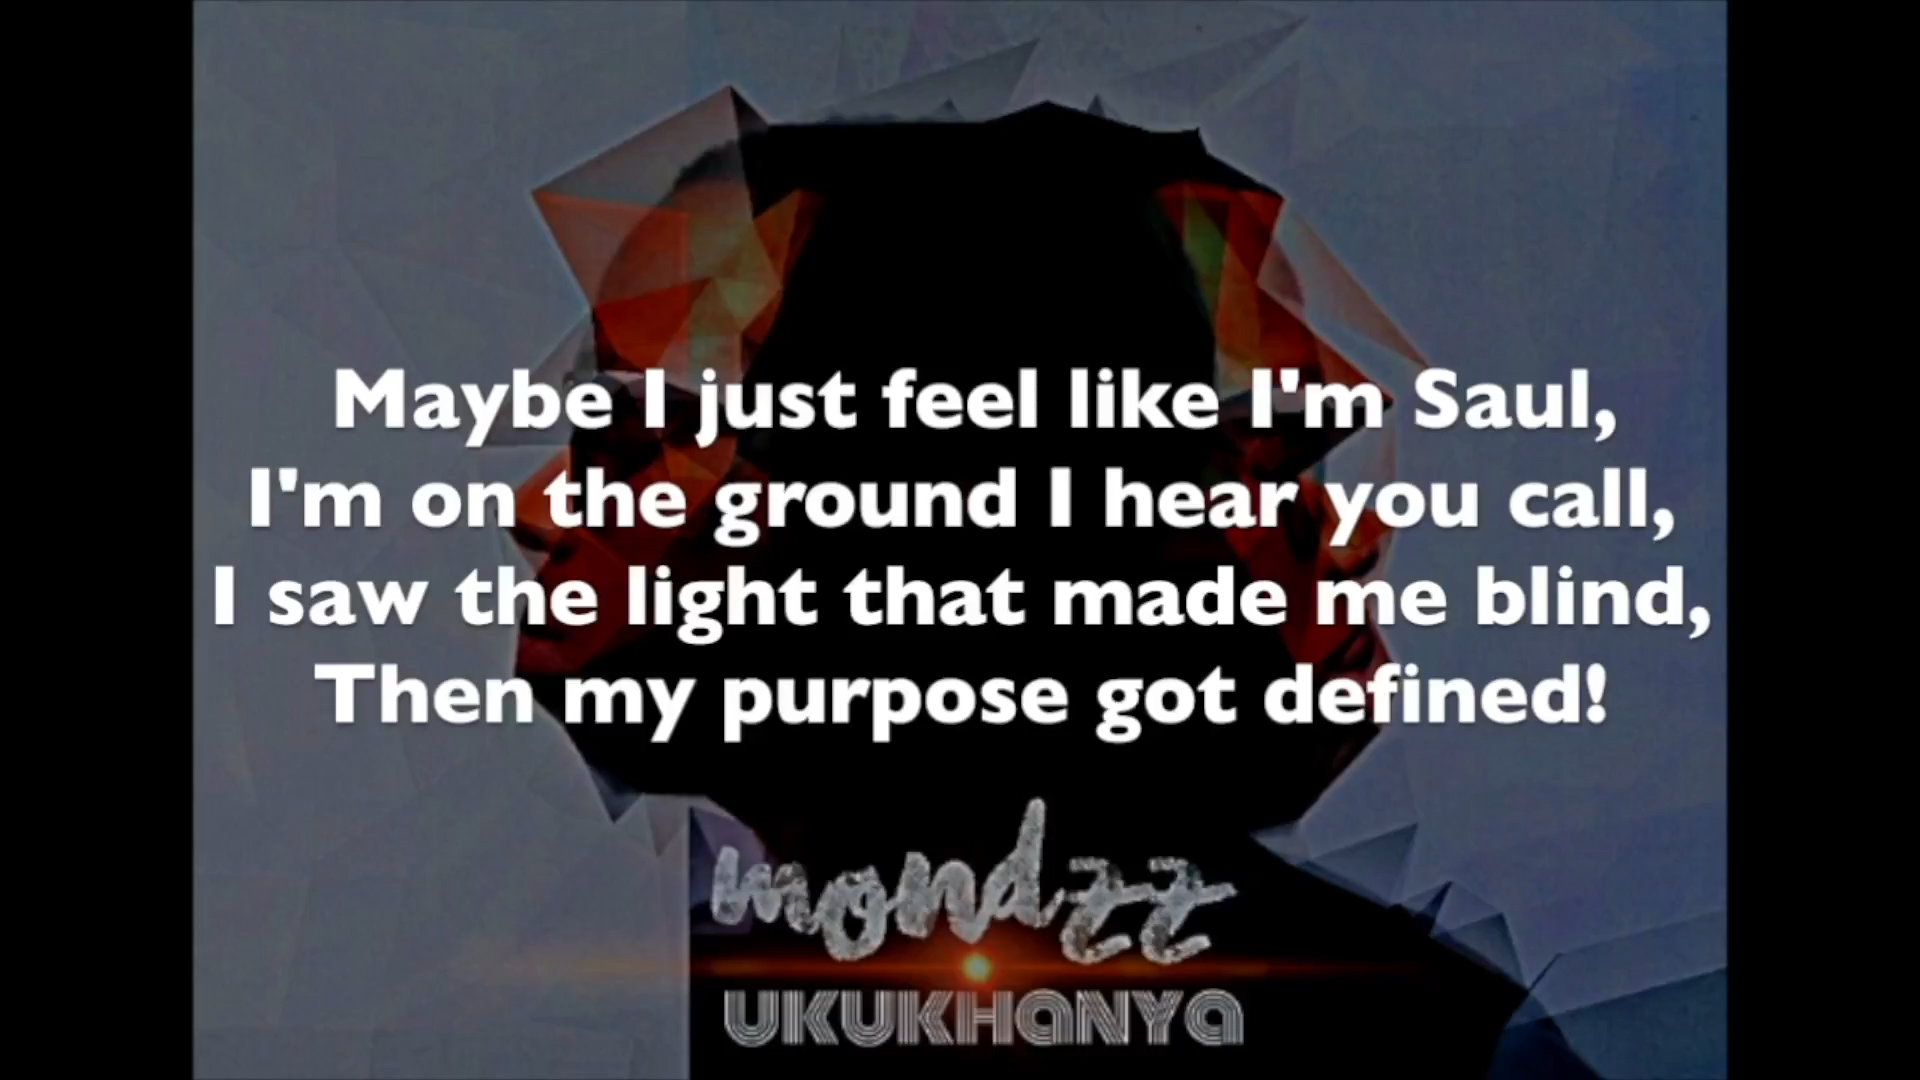 Maybe I just feel like I'm Saul,
I'm on the ground I hear you call,
I saw the light that made me blind,
Then my purpose got defined!
mondzz
UKUKHANYA